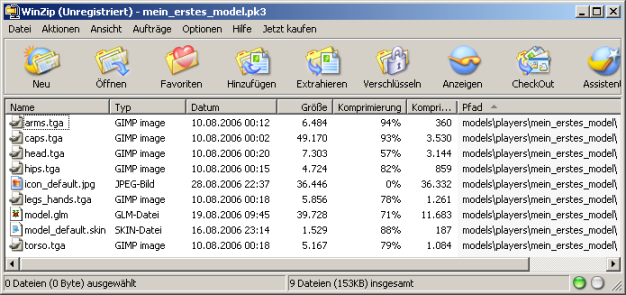 WinZip (Unregistriert) - mein_erstes_model.pk3
Datei Aktionen Ansicht Aufträge Optionen Hilfe Jetzt kaufen
Neu Öffnen Favoriten Hinzufügen Extrahieren Verschlüsseln Anzeigen CheckOut Assistent
Name Typ Datum Größe Komprimierung Kompri... Pfad
arms.tga GIMP image 10.08.2006 00:12 6.484 94% 360 models\players\mein_erstes_model\
caps.tga GIMP image 10.08.2006 00:02 49.170 93% 3.530 models\players\mein_erstes_model\
head.tga GIMP image 10.08.2006 00:20 7.303 57% 3.144 models\players\mein_erstes_model\
hips.tga GIMP image 10.08.2006 00:15 4.724 82% 859 models\players\mein_erstes_model\
icon_default.jpg JPEG-Bild 28.08.2006 22:37 36.446 0% 36.332 models\players\mein_erstes_model\
legs_hands.tga GIMP image 10.08.2006 00:18 5.856 78% 1.261 models\players\mein_erstes_model\
model.glm GLM-Datei 19.08.2006 09:45 39.728 71% 11.683 models\players\mein_erstes_model\
model_default.skin SKIN-Datei 16.08.2006 23:14 1.529 88% 187 models\players\mein_erstes_model\
torso.tga GIMP image 10.08.2006 00:18 5.167 79% 1.084 models\players\mein_erstes_model\
0 Dateien (0 Byte) ausgewählt 9 Dateien (153KB) insgesamt